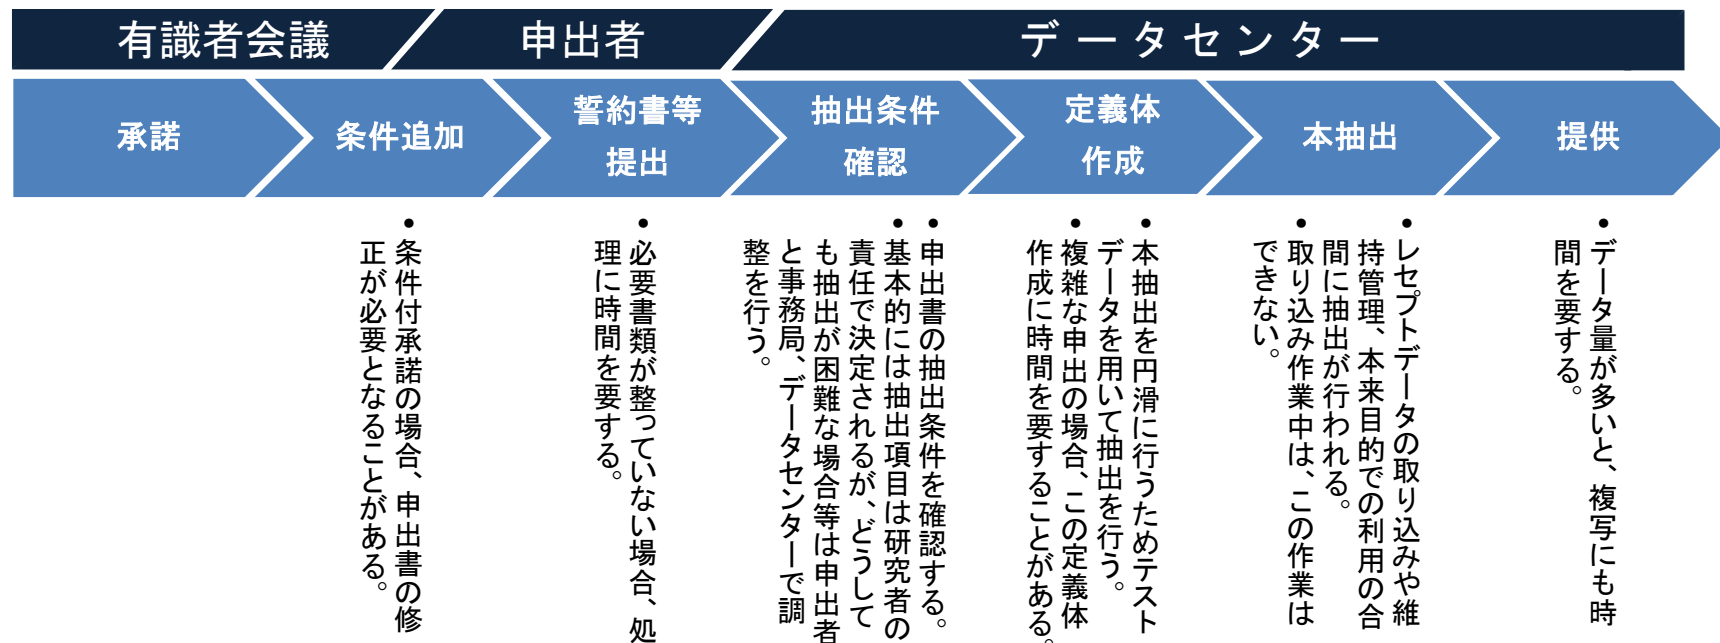 有識者会議
申出者
データセンター
承諾
条件追加
誓約書等
提出
抽出条件
確認
定義体
作成
本抽出
提供
• 条件付承諾の場合、申出書の修
正が必要となることがある。
• 必要書類が整っていない場合、処
理に時間を要する。
• 申出書の抽出条件を確認する。
• 基本的には抽出項目は研究者の
責任で決定されるが、どうして
も抽出が困難な場合等は申出者
と事務局、データセンターで調
整を行う。
• 本抽出を円滑に行うためテスト
データを用いて抽出を行う。
• 複雑な申出の場合、この定義体
作成に時間を要することがある。
• レセプトデータの取り込みや維
持管理、本来目的での利用の合
間に抽出が行われる。
• 取り込み作業中は、この作業は
できない。
• データ量が多いと、複写にも時
間を要する。